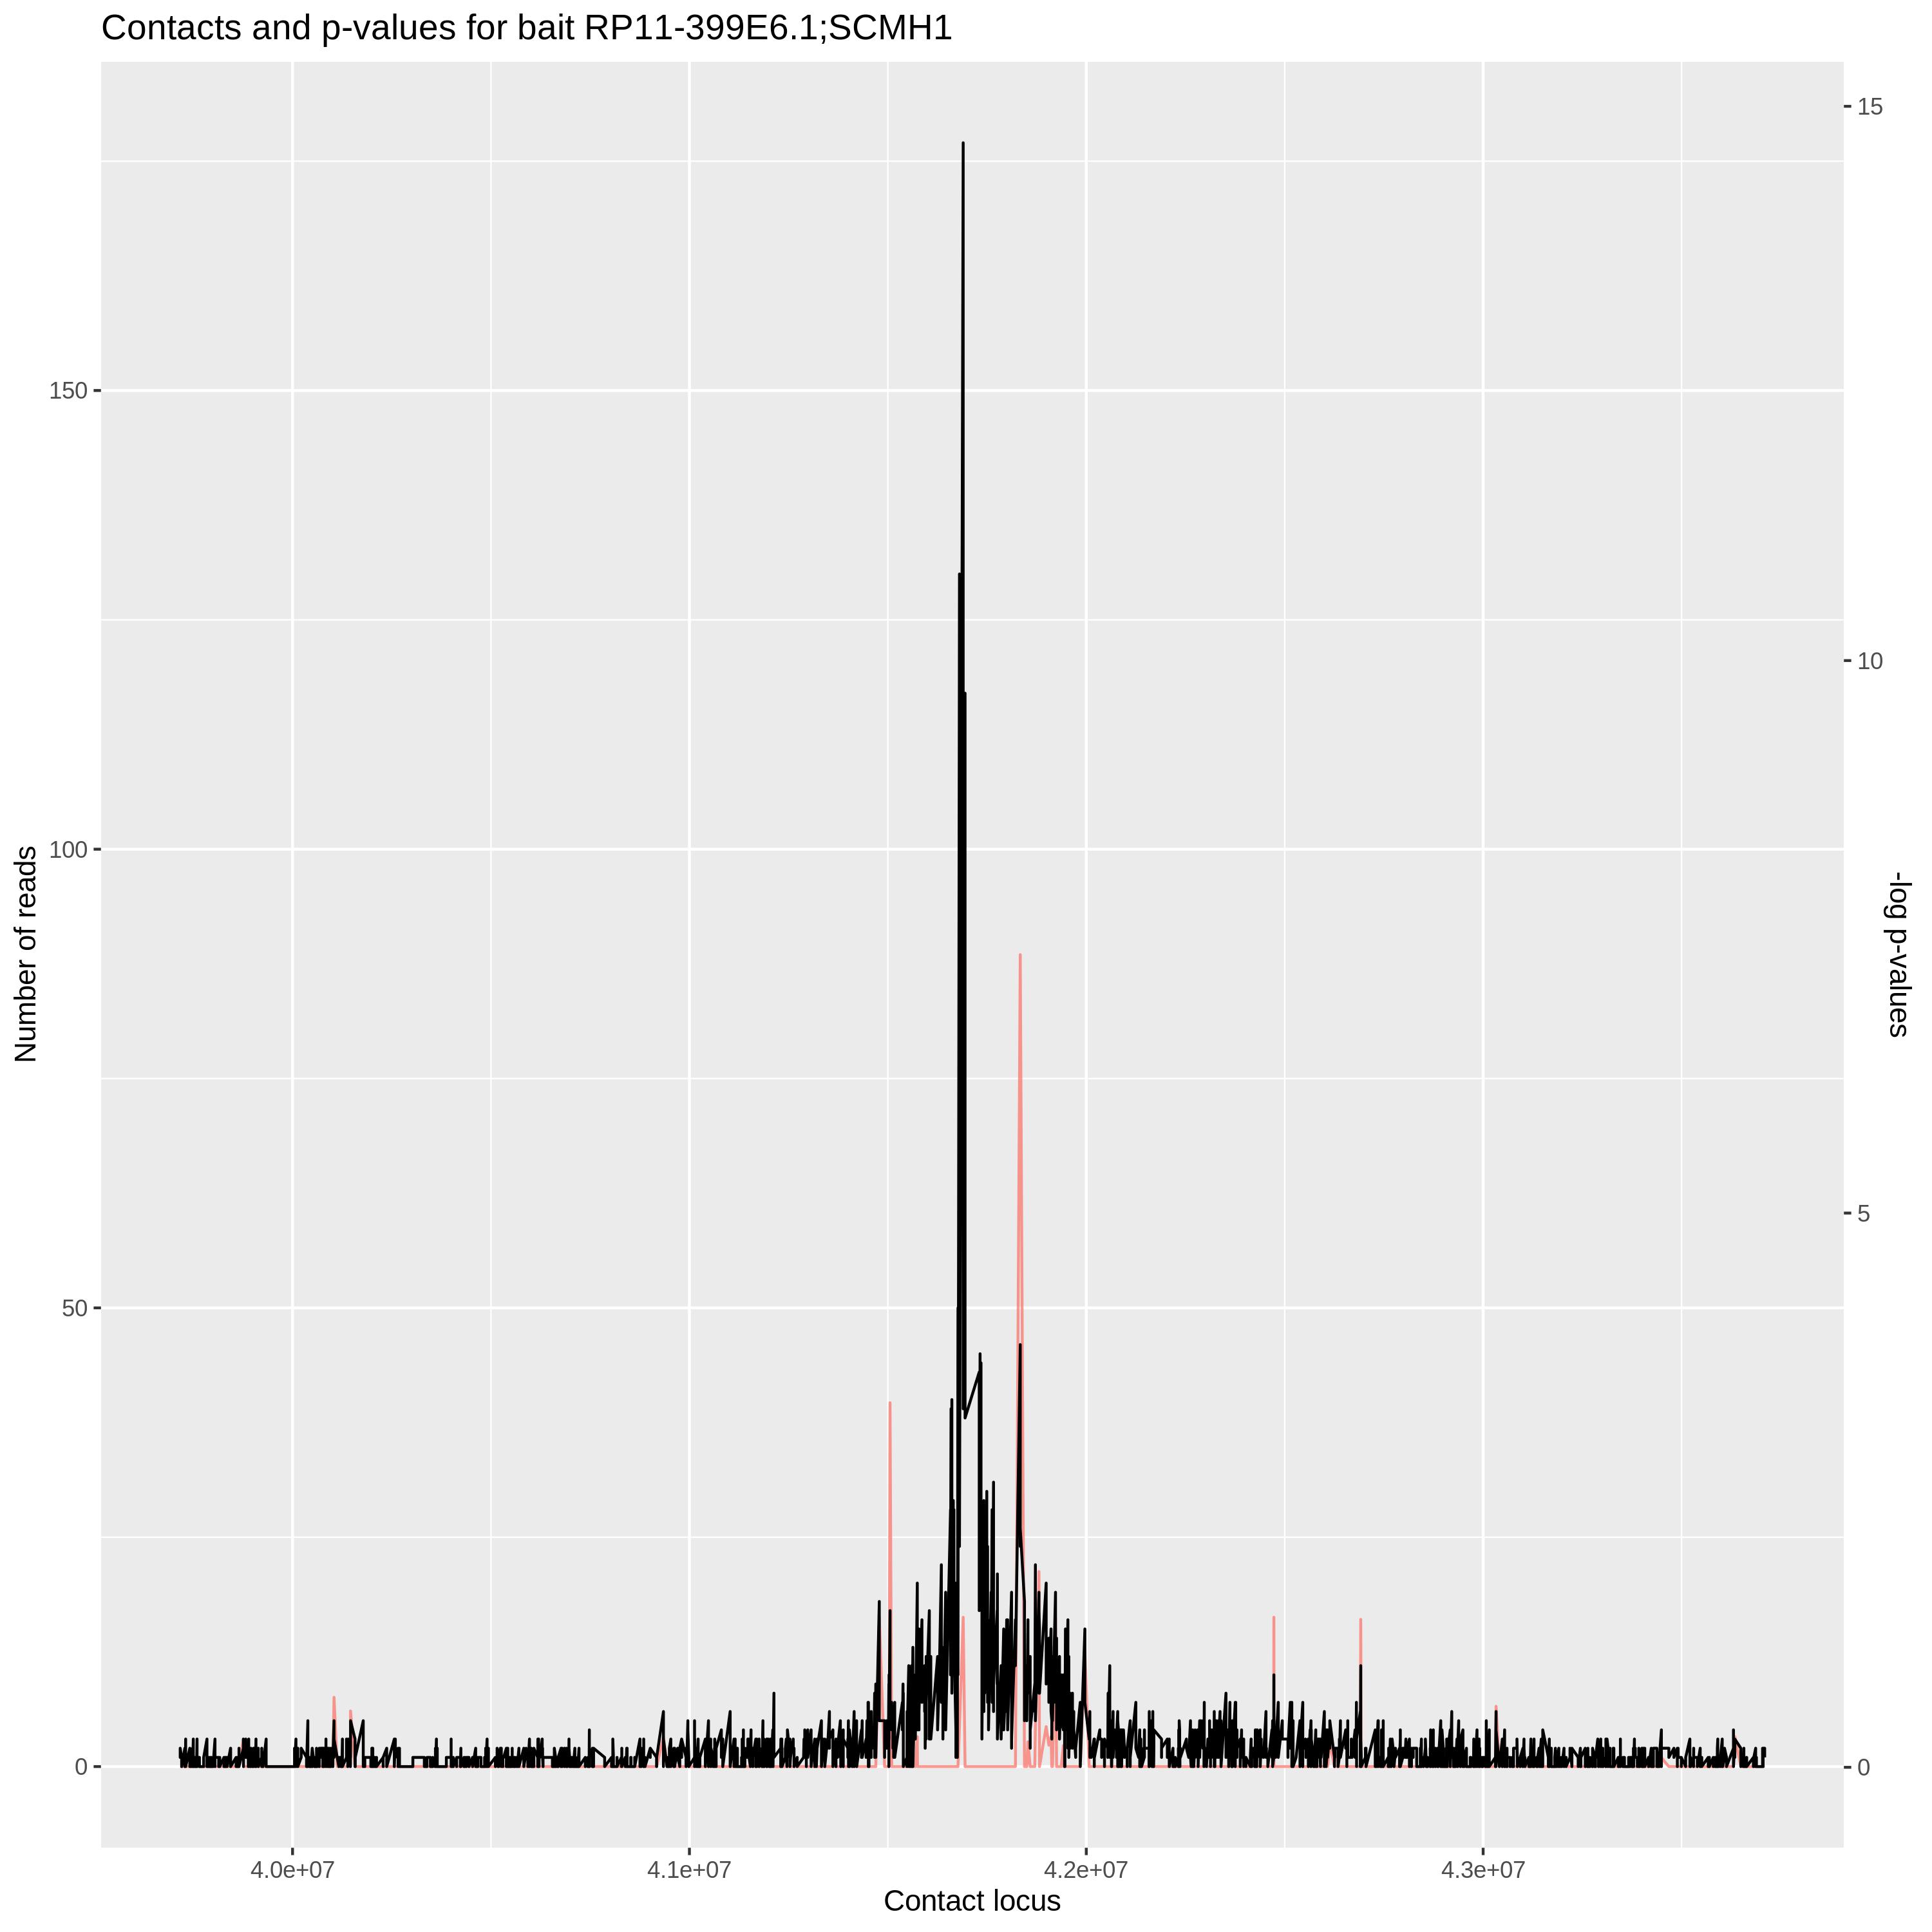 Contacts and p-values for bait RP11-399E6.1;SCMH1
Number of reads
150
100
50
0
15
10
5
0
-log p-values
4.0e+07
4.1e+07
4.2e+07
4.3e+07
Contact locus